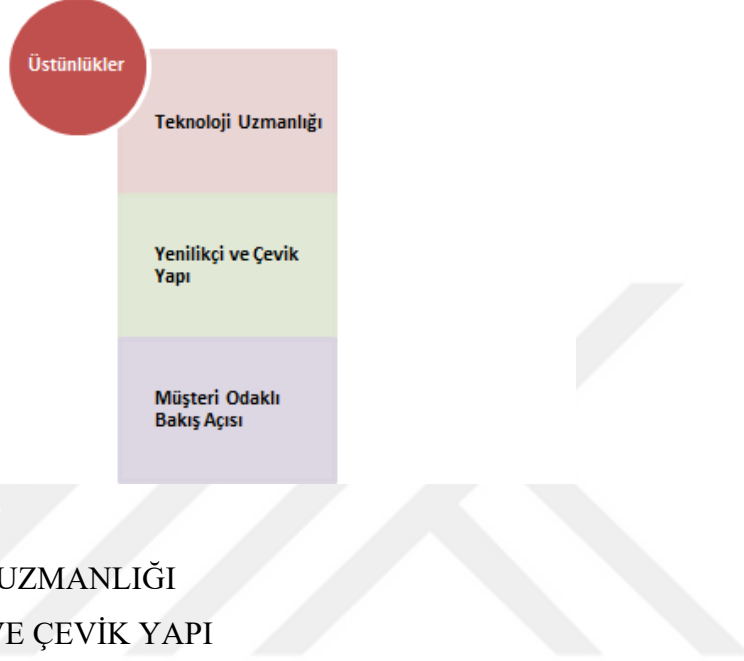 Üstünlükler
Teknoloji Uzmanlığı
Yenilikçi ve Çevik
Yapı
Müşteri Odaklı
Bakış Açısı
UZMANLIĞI
VE ÇEVİK YAPI